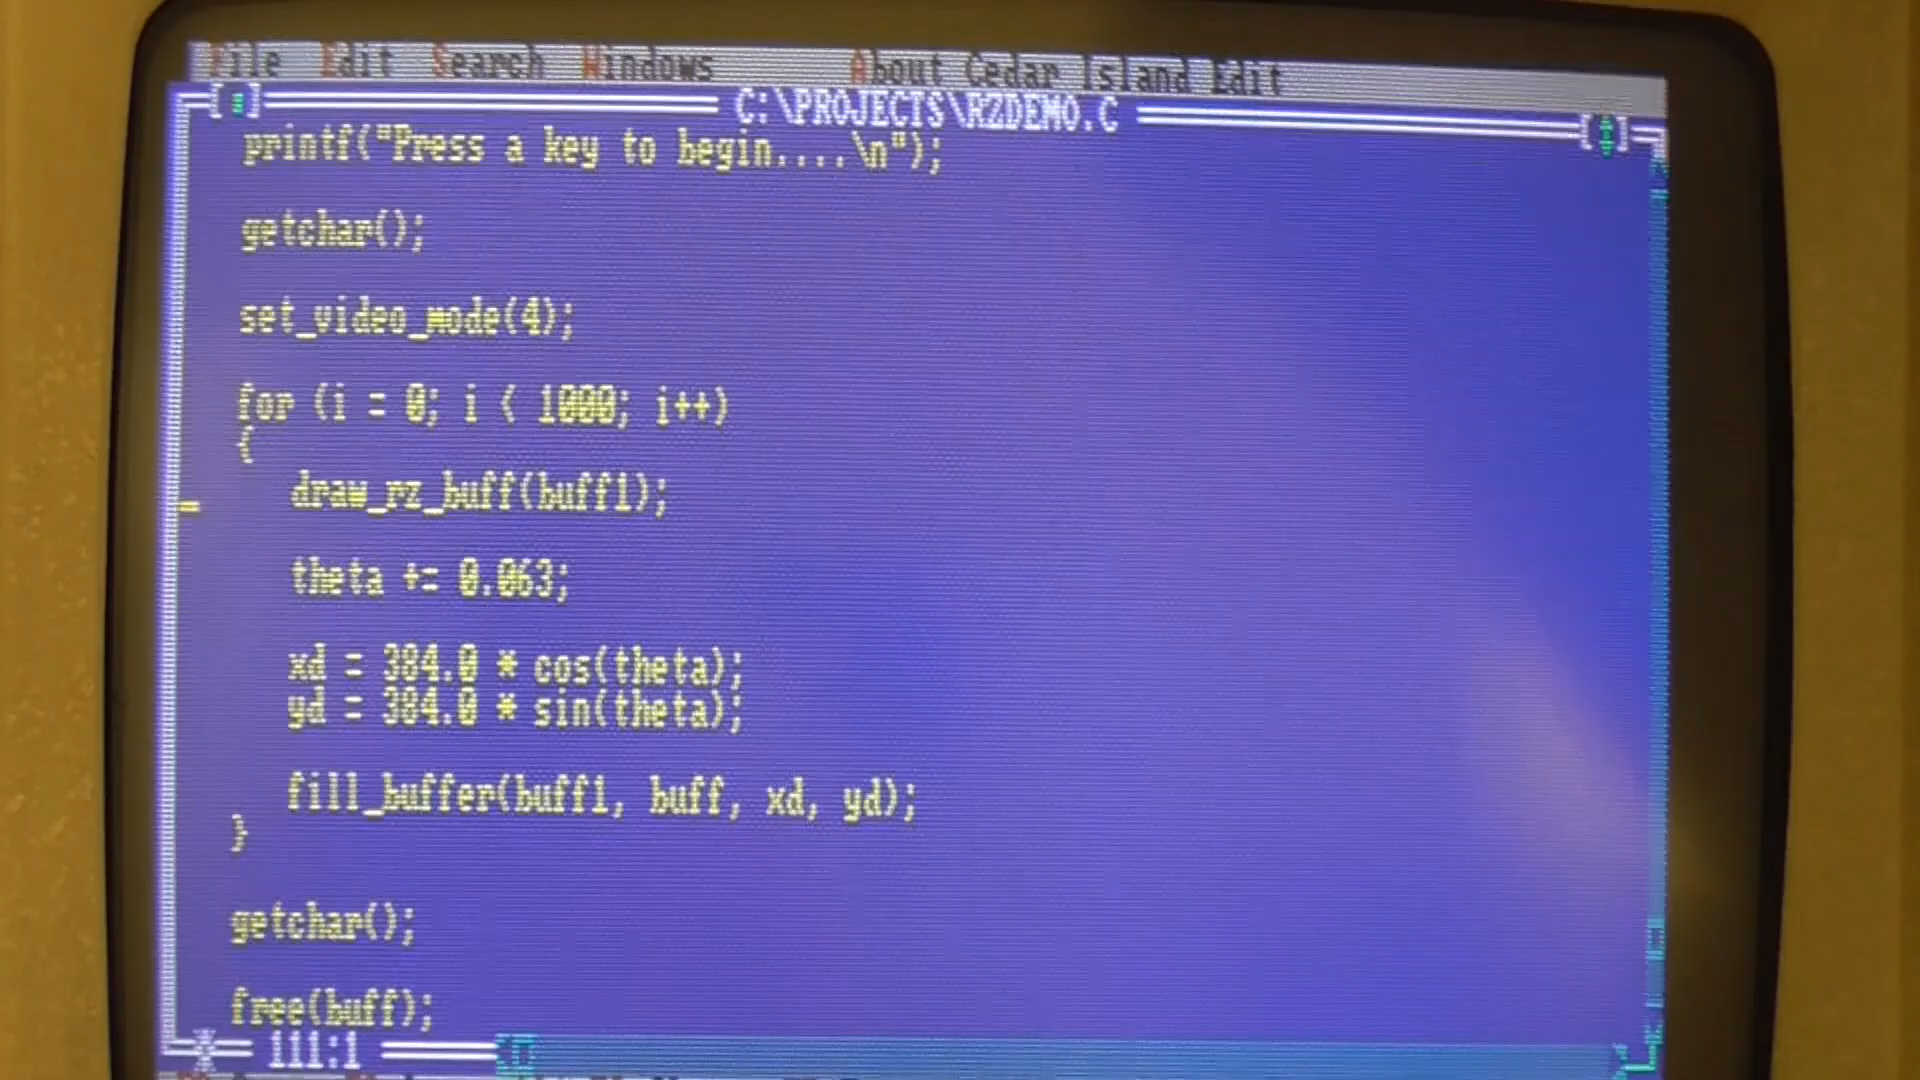 File Edit Search Windows About Cedar Island Edit
C:\PROJECTS\RZDEMO.C
printf("Press a key to begin....\n");
getchar();
set_video_mode(4);
for (i = 0; i < 1000; i++)
{
draw_rz_buff(buff1);
theta += 0.063;
xd = 384.0 * cos(theta);
yd = 384.0 * sin(theta);
fill_buffer(buff1, buff, xd, yd);
}
getchar();
free(buff);
111:1